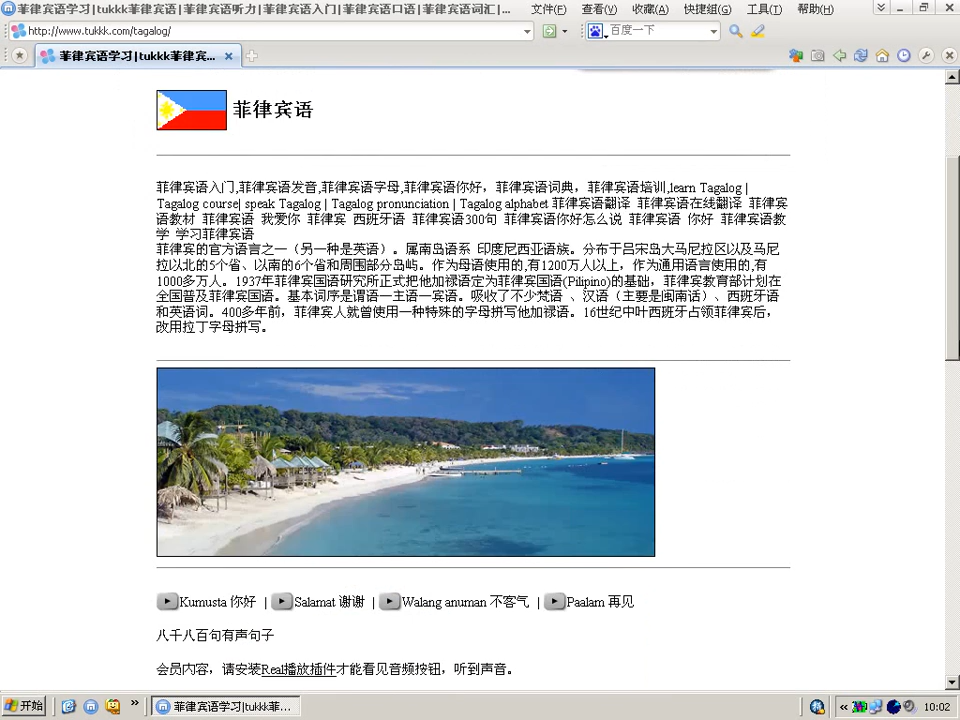 菲律宾语学习|tukkk菲律宾语|菲律宾语听力|菲律宾语入门|菲律宾语口语|菲律宾语词汇|...
文件(F) 查看(V) 收藏(A) 快捷组(G) 工具(T) 帮助(H)
http://www.tukkk.com/tagalog/
百度一下
菲律宾语学习|tukkk菲律宾...
菲律宾语
菲律宾语入门,菲律宾语发音,菲律宾语字母,菲律宾语你好，菲律宾语词典，菲律宾语培训,learn Tagalog |
Tagalog course| speak Tagalog | Tagalog pronunciation | Tagalog alphabet 菲律宾语翻译 菲律宾语在线翻译 菲律宾
语教材 菲律宾语 我爱你 菲律宾 西班牙语 菲律宾语300句 菲律宾语你好怎么说 菲律宾语 你好 菲律宾语教
学 学习菲律宾语
菲律宾的官方语言之一（另一种是英语）。属南岛语系 印度尼西亚语族。分布于吕宋岛大马尼拉区以及马尼
拉以北的5个省、以南的6个省和周围部分岛屿。作为母语使用的,有1200万人以上，作为通用语言使用的,有
1000多万人。1937年菲律宾国语研究所正式把他加禄语定为菲律宾国语(Pilipino)的基础，菲律宾教育部计划在
全国普及菲律宾国语。基本词序是谓语一主语一宾语。吸收了不少梵语 、汉语（主要是闽南话）、西班牙语
和英语词。400多年前，菲律宾人就曾使用一种特殊的字母拼写他加禄语。16世纪中叶西班牙占领菲律宾后，
改用拉丁字母拼写。
Kumusta 你好 | Salamat 谢谢 | Walang anuman 不客气 | Paalam 再见
八千八百句有声句子
会员内容，请安装Real播放插件才能看见音频按钮，听到声音。
开始 菲律宾语学习|tukkk菲... 10:02